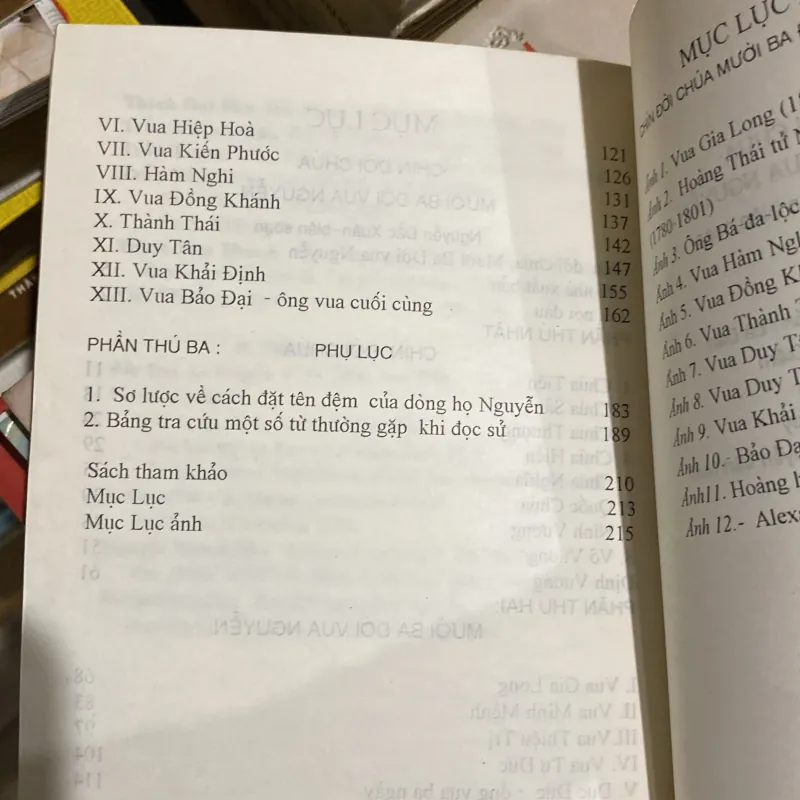 VI. Vua Hiệp Hoà 121
VII. Vua Kiến Phước 126
VIII. Hàm Nghi 131
IX. Vua Đồng Khánh 137
X. Thành Thái 142
XI. Duy Tân 147
XII. Vua Khải Định 155
XIII. Vua Bảo Đại - ông vua cuối cùng 162
PHẦN THÚ BA : PHỤ LỤC
1. Sơ lược về cách đặt tên đệm của dòng họ Nguyễn 183
2. Bảng tra cứu một số từ thường gặp khi đọc sử 189
Sách tham khảo 210
Mục Lục 213
Mục Lục ảnh 215
MỤC LỤC
CHÍN ĐỜI CHÚA MƯỜI BA
Ảnh 1. Vua Gia Long
Ảnh 2. Hoàng Thái tử
(1780-1801)
Ảnh 3. Ông Bá-đa-lộc
Ảnh 4. Vua Hàm
Ảnh 5. Vua Đồng
Ảnh 6. Vua Thành
Ảnh 7. Vua Duy
Ảnh 8. Vua Duy
Ảnh 9. Vua Khải
Ảnh 10.- Bảo
Ảnh11. Hoàng
Ảnh 12.-